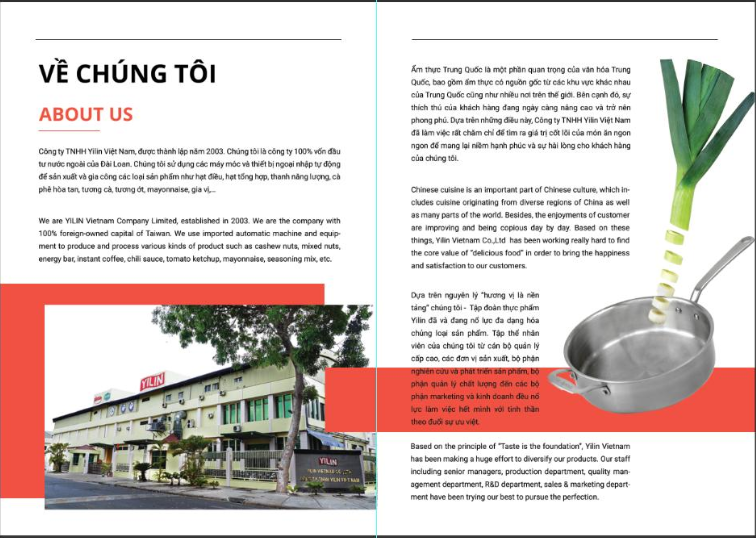 VỀ CHÚNG TÔI
ABOUT US
Công ty TNHH Yilin Việt Nam, được thành lập năm 2003. Chúng tôi là công ty 100% vốn đầu
tư nước ngoài của Đài Loan. Chúng tôi sử dụng các máy móc và thiết bị ngoại nhập tự động
để sản xuất và gia công các loại sản phẩm như hạt điều, hạt tổng hợp, thanh năng lượng, cà
phê hòa tan, tương cà, tương ớt, mayonnaise, gia vị,...
We are YILIN Vietnam Company Limited, established in 2003. We are the company with
100% foreign-owned capital of Taiwan. We use imported automatic machine and equip-
ment to produce and process various kinds of product such as cashew nuts, mixed nuts,
energy bar, instant coffee, chili sauce, tomato ketchup, mayonnaise, seasoning mix, etc.
YILIN
YILIN
Ẩm thực Trung Quốc là một phần quan trọng của văn hóa Trung
Quốc, bao gồm ẩm thực có nguồn gốc từ các khu vực khác nhau
của Trung Quốc cũng như nhiều nơi trên thế giới. Bên cạnh đó, sự
thích thú của khách hàng đang ngày càng nâng cao và trở nên
phong phú. Dựa trên những điều này, Công ty TNHH Yilin Việt Nam
đã làm việc rất chăm chỉ để tìm ra giá trị cốt lõi của món ăn ngon
ngon để mang lại niềm hạnh phúc và sự hài lòng cho khách hàng
của chúng tôi.
Chinese cuisine is an important part of Chinese culture, which in-
cludes cuisine originating from diverse regions of China as well
as many parts of the world. Besides, the enjoyments of customer
are improving and being copious day by day. Based on these
things, Yilin Vietnam Co.,Ltd has been working really hard to find
the core value of “delicious food” in order to bring the happiness
and satisfaction to our customers.
Dựa trên nguyên lý “hương vị là nền
tảng” chúng tôi - Tập đoàn thực phẩm
Yilin đã và đang nổ lực đa dạng hóa
chủng loại sản phẩm. Tập thể nhân
viên của chúng tôi từ cán bộ quản lý
cấp cao, các đơn vị sản xuất, bộ phận
nghiên cứu và phát triển sản phẩm, bộ
phận quản lý chất lượng đến các bộ
phận marketing và kinh doanh đều nổ
lực làm việc hết mình với tinh thần
theo đuổi sự ưu việt.
Based on the principle of “Taste is the foundation”, Yilin Vietnam
has been making a huge effort to diversify our products. Our staff
including senior managers, production department, quality man-
agement department, R&D department, sales & marketing depart-
ment have been trying our best to pursue the perfection.